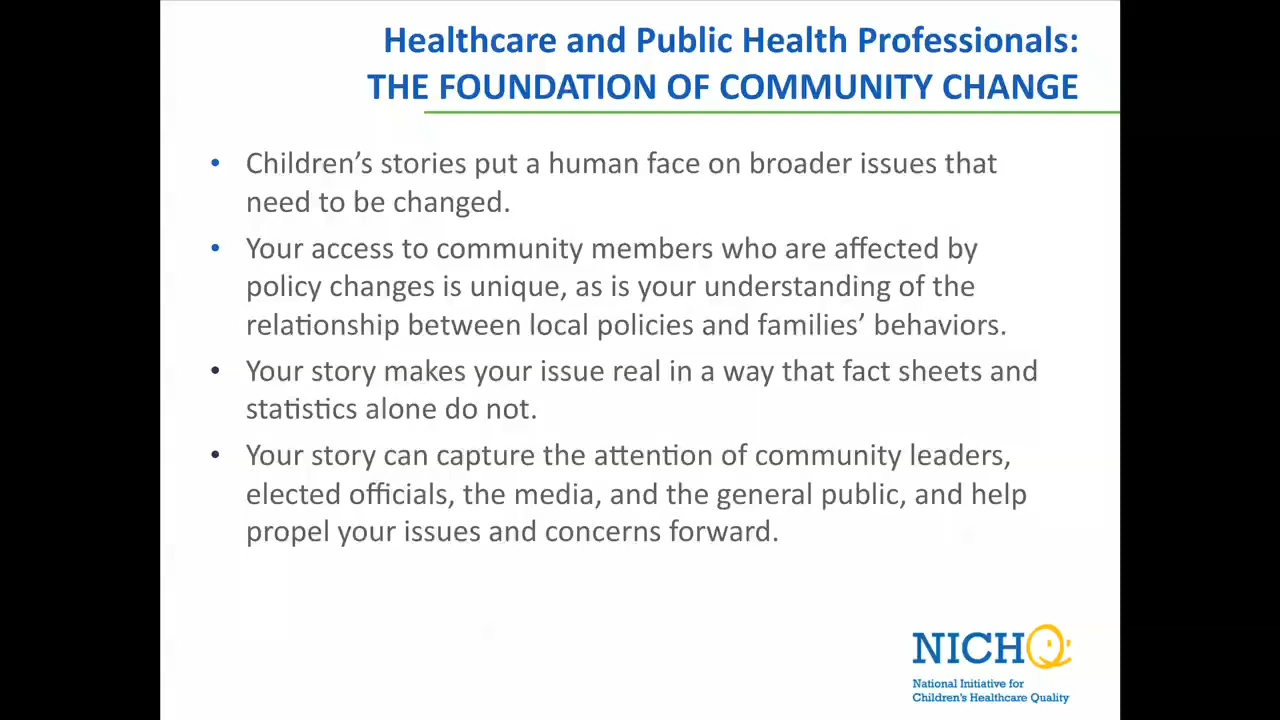 Healthcare and Public Health Professionals:
THE FOUNDATION OF COMMUNITY CHANGE
• Children’s stories put a human face on broader issues that
need to be changed.
• Your access to community members who are affected by
policy changes is unique, as is your understanding of the
relationship between local policies and families’ behaviors.
• Your story makes your issue real in a way that fact sheets and
statistics alone do not.
• Your story can capture the attention of community leaders,
elected officials, the media, and the general public, and help
propel your issues and concerns forward.
NICHQ
National Initiative for
Children's Healthcare Quality